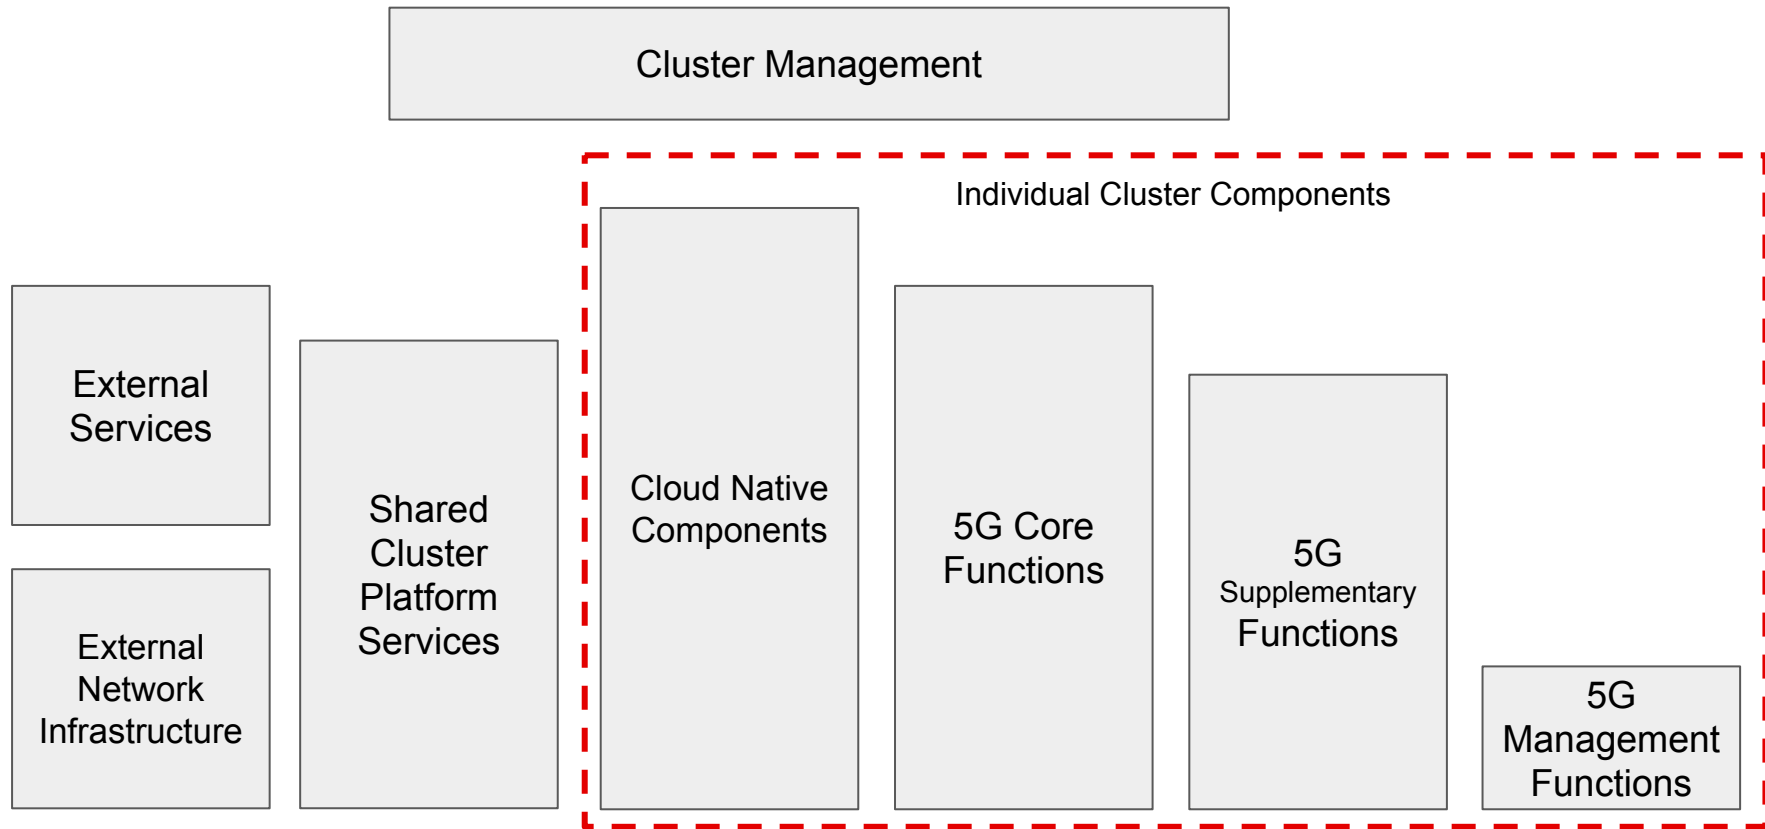 Cluster Management
Individual Cluster Components
External
Services
External
Network
Infrastructure
Shared
Cluster
Platform
Services
Cloud Native
Components
5G Core
Functions
5G
Supplementary
Functions
5G
Management
Functions